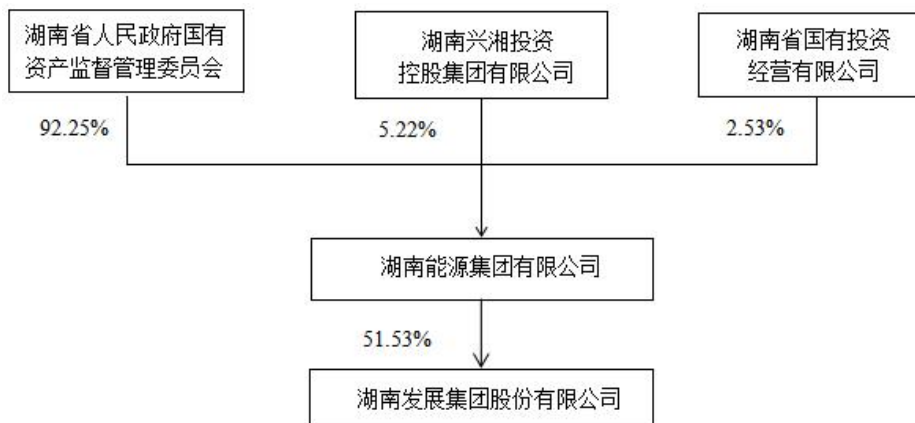 湖南省人民政府国有
资产监督管理委员会
湖南兴湘投资
控股集团有限公司
湖南省国有投资
经营有限公司
92.25%
5.22%
2.53%
湖南能源集团有限公司
51.53%
湖南发展集团股份有限公司